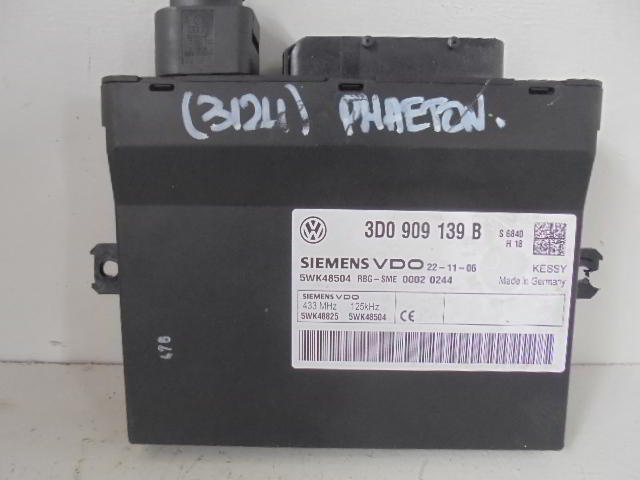 (3124) PHAETON.
3D0 909 139 B
S 6840
H 18
SIEMENS VDO 22-11-06
KESSY
5WK48504 RBG-SME 0002 0244
Made in Germany
SIEMENS VDO
433 MHz 125kHz
5WK48825 5WK48504
CE
478